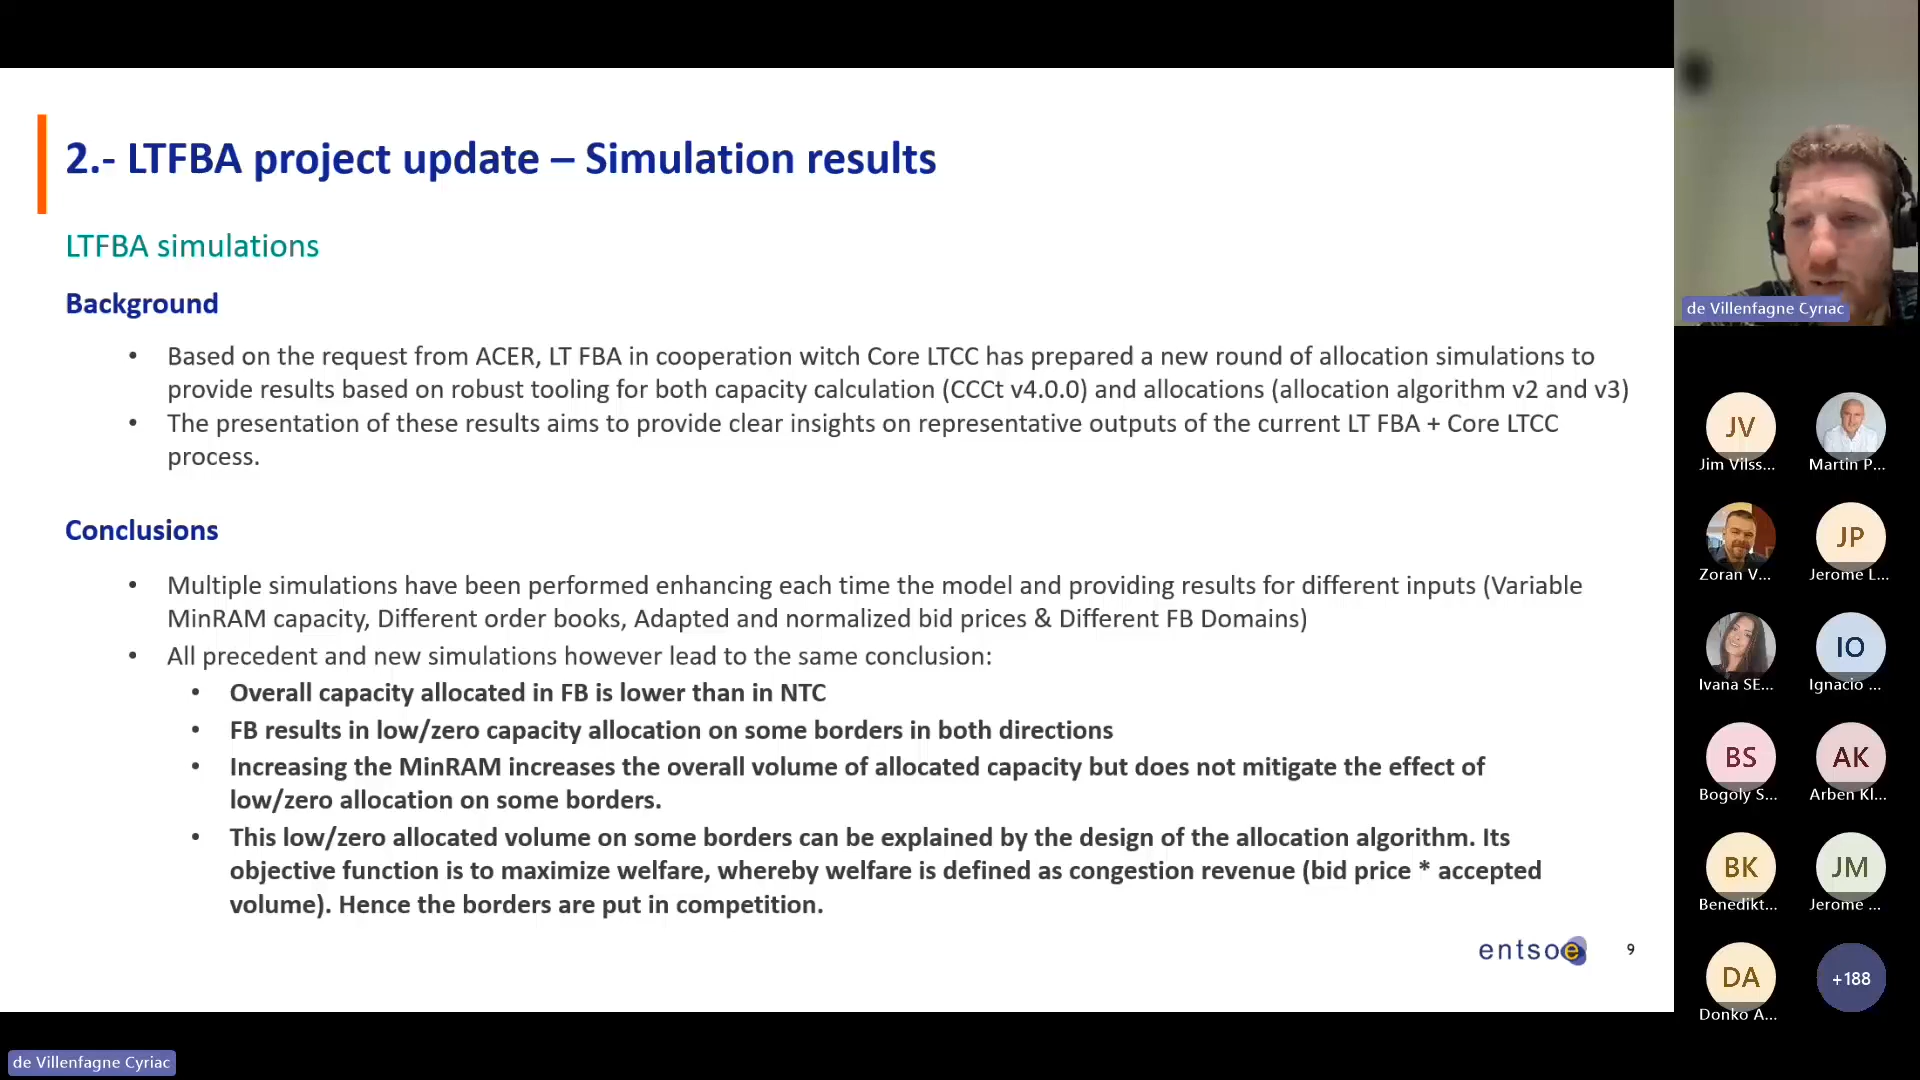 2.- LTFBA project update – Simulation results
LTFBA simulations
Background
• Based on the request from ACER, LT FBA in cooperation witch Core LTCC has prepared a new round of allocation simulations to
provide results based on robust tooling for both capacity calculation (CCCt v4.0.0) and allocations (allocation algorithm v2 and v3)
• The presentation of these results aims to provide clear insights on representative outputs of the current LT FBA + Core LTCC
process.
Conclusions
• Multiple simulations have been performed enhancing each time the model and providing results for different inputs (Variable
MinRAM capacity, Different order books, Adapted and normalized bid prices & Different FB Domains)
• All precedent and new simulations however lead to the same conclusion:
• Overall capacity allocated in FB is lower than in NTC
• FB results in low/zero capacity allocation on some borders in both directions
• Increasing the MinRAM increases the overall volume of allocated capacity but does not mitigate the effect of
low/zero allocation on some borders.
• This low/zero allocated volume on some borders can be explained by the design of the allocation algorithm. Its
objective function is to maximize welfare, whereby welfare is defined as congestion revenue (bid price * accepted
volume). Hence the borders are put in competition.
entsoe
9
de Villenfagne Cyriac
JV
Jim Vilss...
Martin P...
Zoran V...
JP
Jerome L...
Ivana SE...
IO
Ignacio ...
BS
Bogoly S...
AK
Arben Kl...
BK
Benedikt...
JM
Jerome ...
DA
Donko A...
+188
de Villenfagne Cyriac